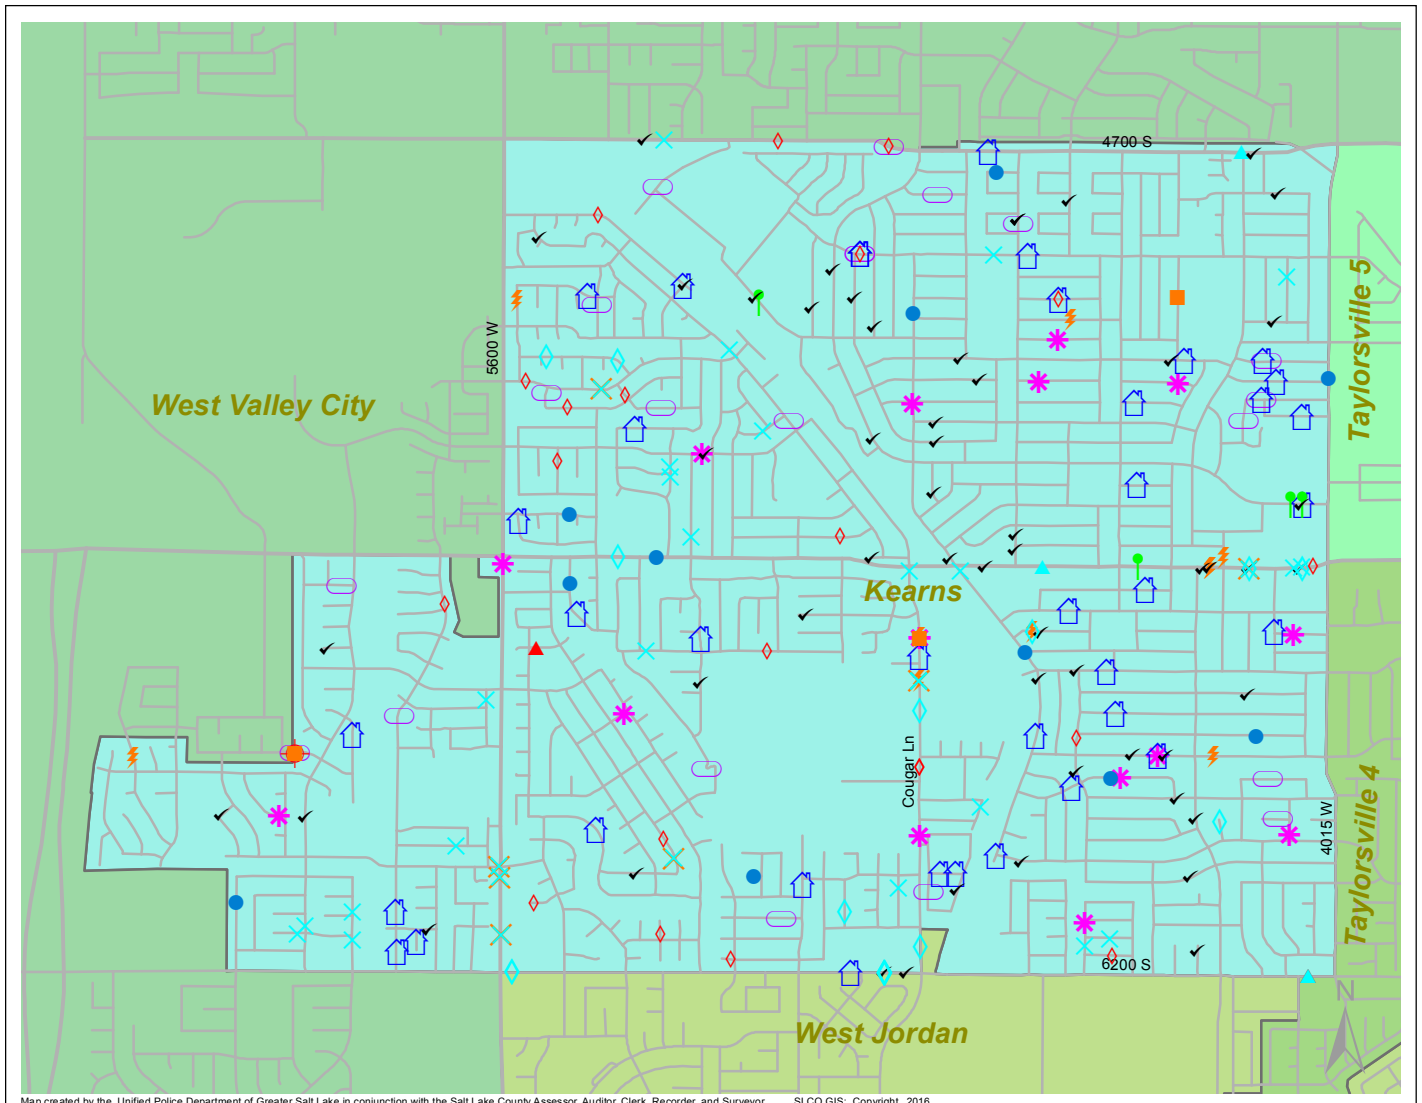 4700 S
Taylorsville 5
5600 W
West Valley City
Kearns
Cougar Ln
4015 W
Taylorsville 4
6200 S
N
West Jordan
Map created by the Unified Police Department of Greater Salt Lake in conjunction with the Salt Lake County Assessor, Auditor, Clerk, Recorder, and Surveyor. SLCO GIS: Copyright, 2016